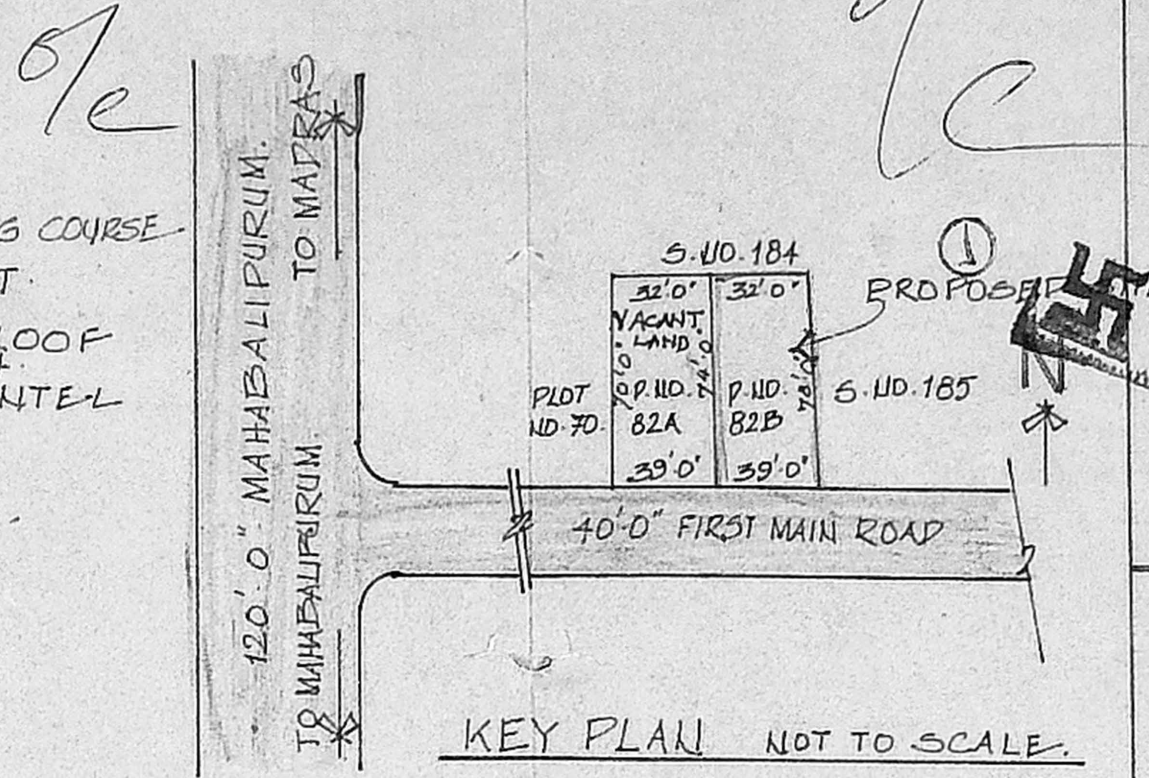 o/c
G COURSE
T.
LOOF
NTEL
120'-0" MAHABALIPURUM.
TO MADRAS
TO MAHABALIPURUM.
S.NO.184
32'0" 32'0"
VACANT
LAND
70'0" 74'0" 78'0"
PLOT
NO.70.
P.NO.
82A
P.NO.
82B
39'0" 39'0"
1
PROPOSED
S.NO.185
N
40'-0" FIRST MAIN ROAD
KEY PLAN NOT TO SCALE.